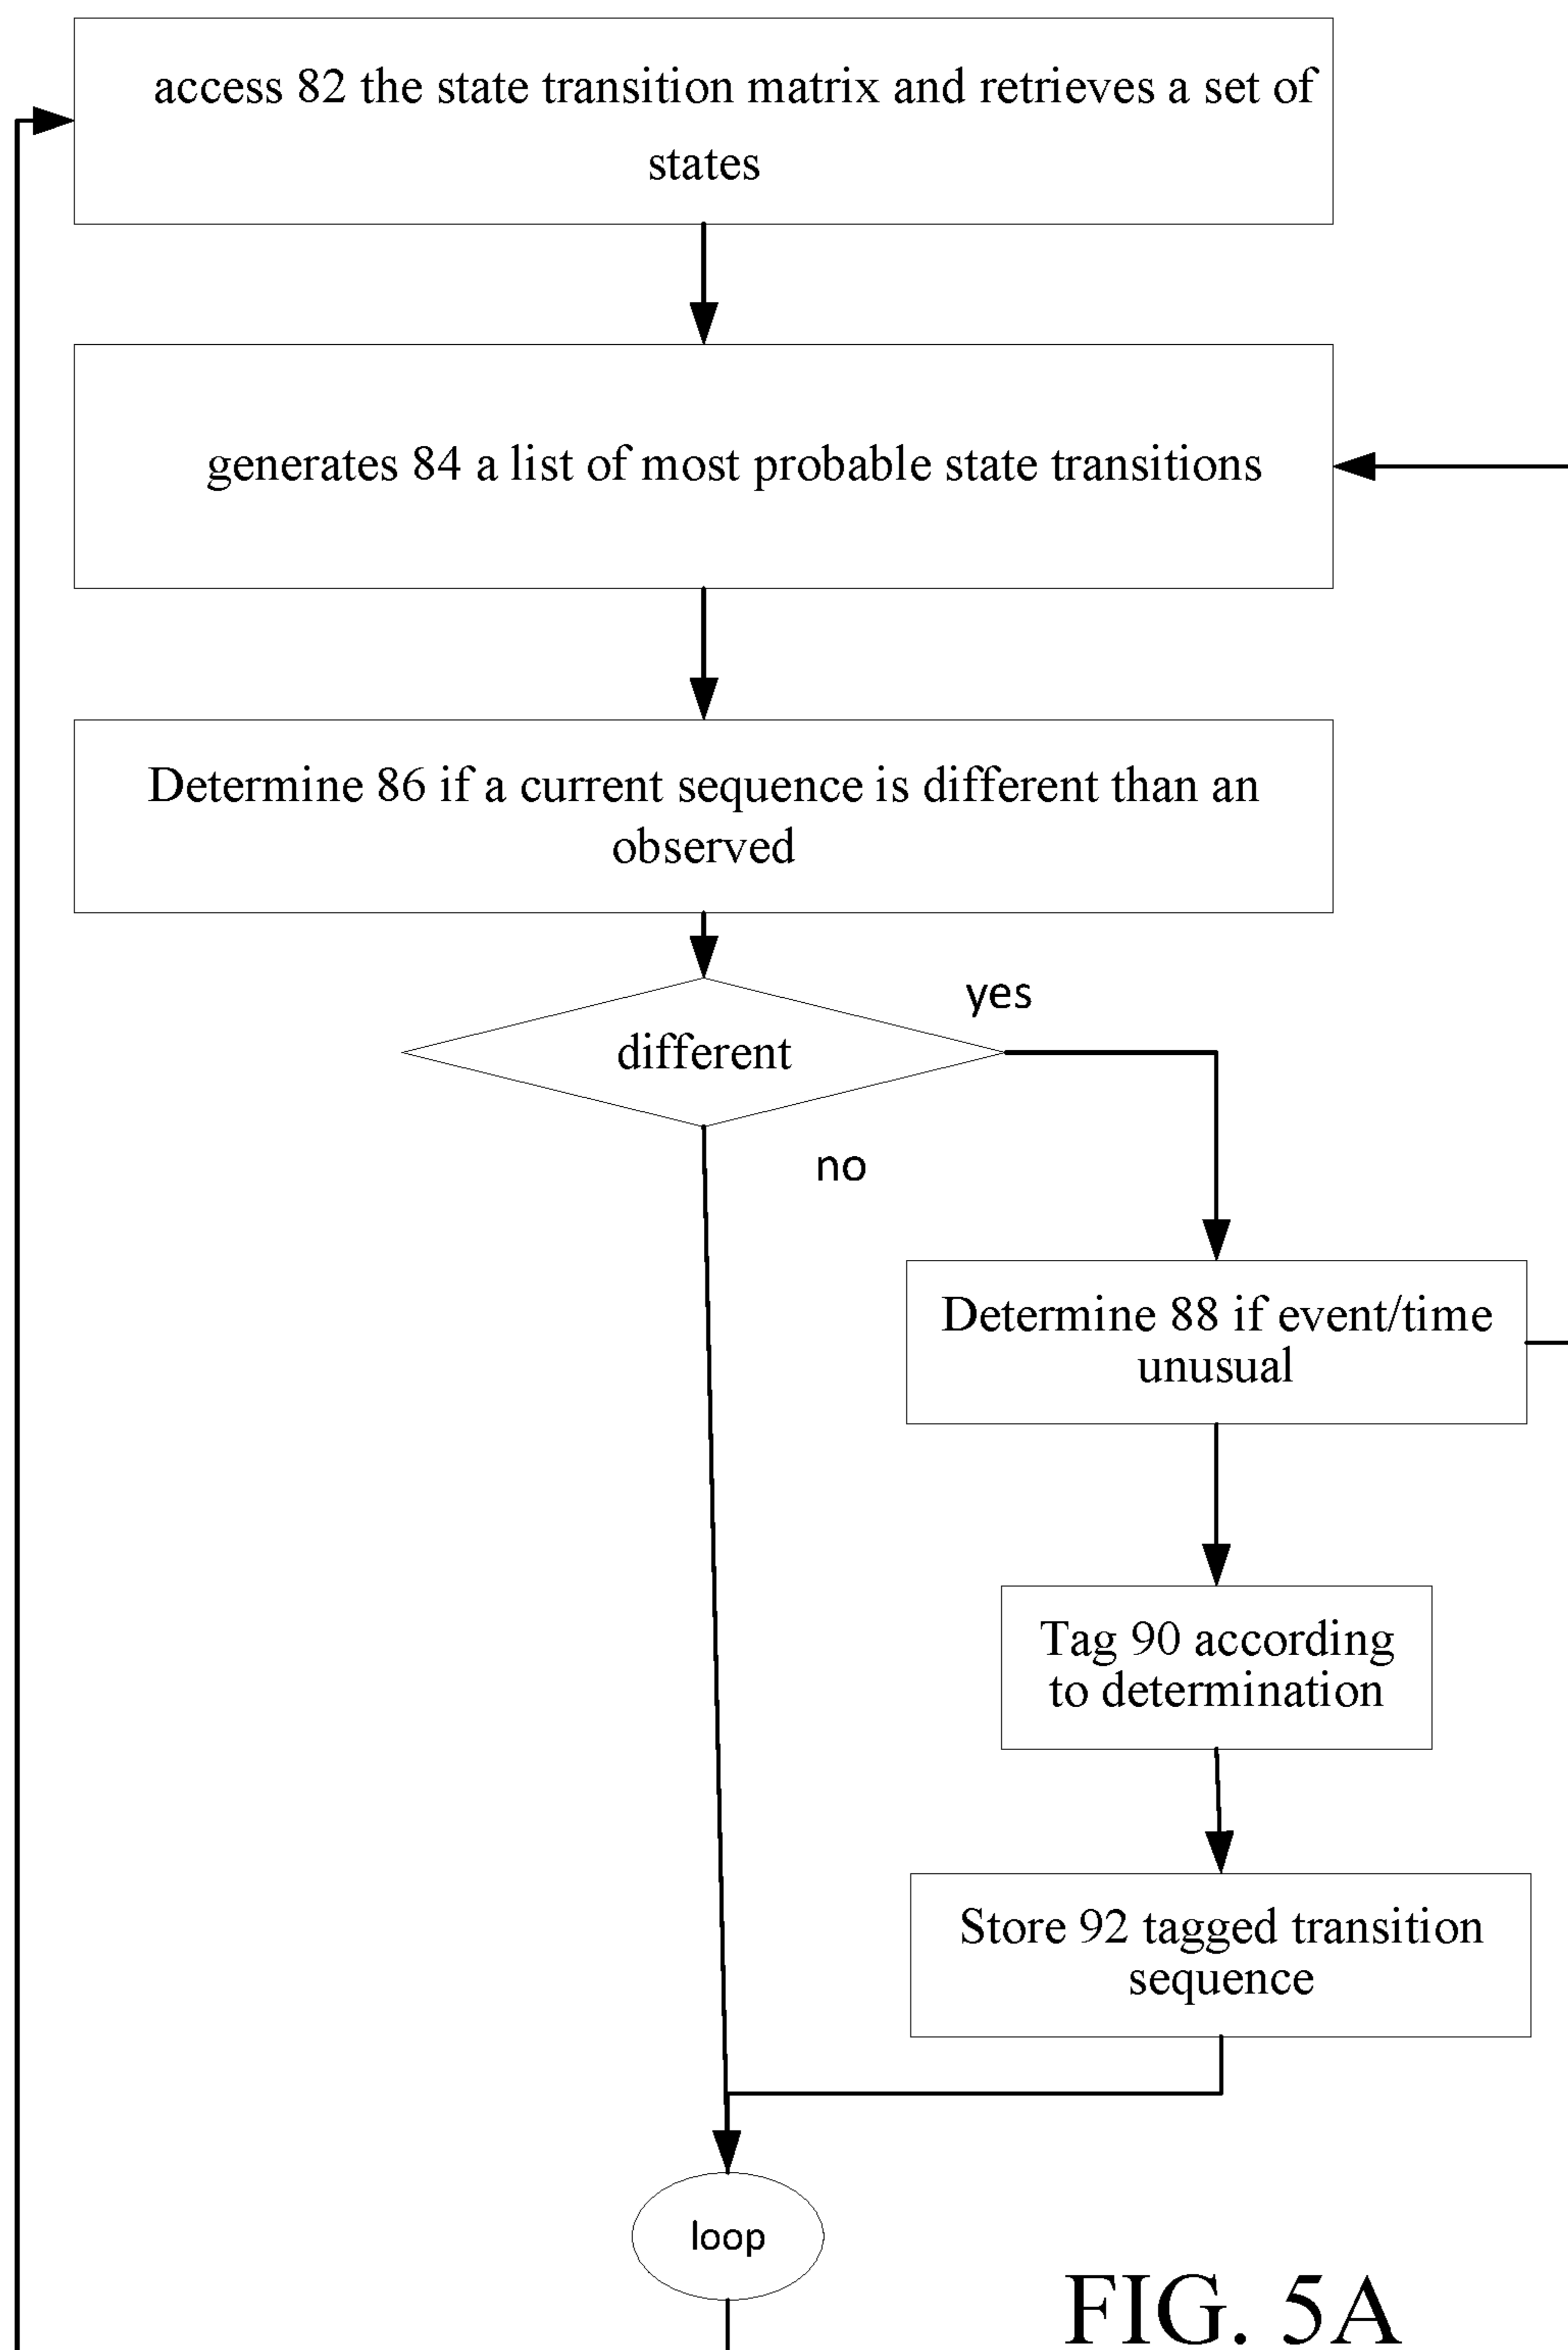 access 82 the state transition matrix and retrieves a set of
states
generates 84 a list of most probable state transitions
Determine 86 if a current sequence is different than an
observed
different
yes
no
Determine 88 if event/time
unusual
Tag 90 according
to determination
Store 92 tagged transition
sequence
loop
FIG. 5A